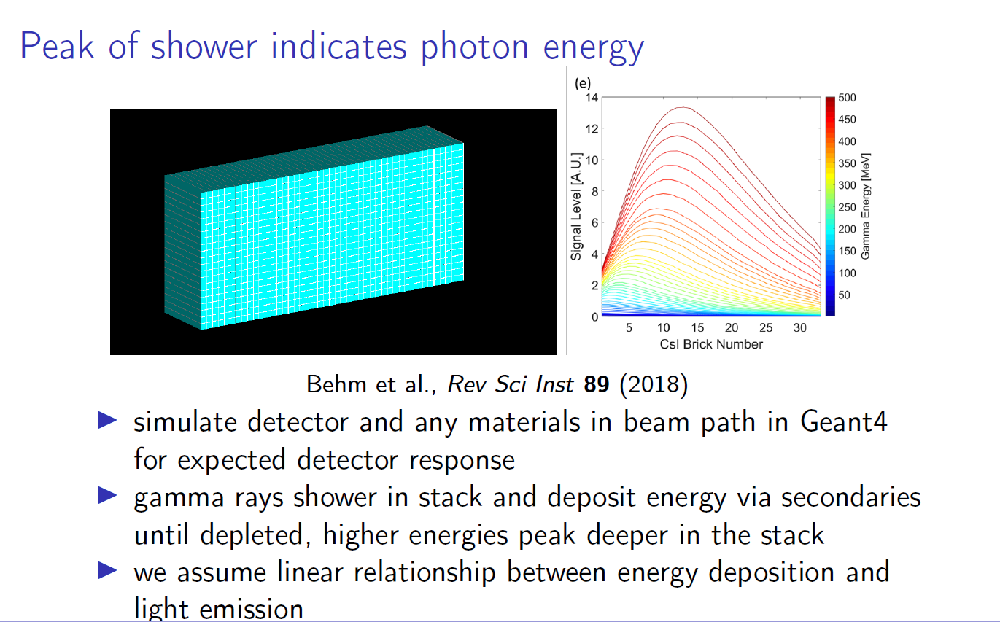 Peak of shower indicates photon energy
(e)
14
12
10
8
6
4
2
0
Signal Level [A.U.]
5 10 15 20 25 30
CsI Brick Number
500
450
400
350
300
250
200
150
100
50
Gamma Energy [MeV]
Behm et al., Rev Sci Inst 89 (2018)
simulate detector and any materials in beam path in Geant4
for expected detector response
gamma rays shower in stack and deposit energy via secondaries
until depleted, higher energies peak deeper in the stack
we assume linear relationship between energy deposition and
light emission